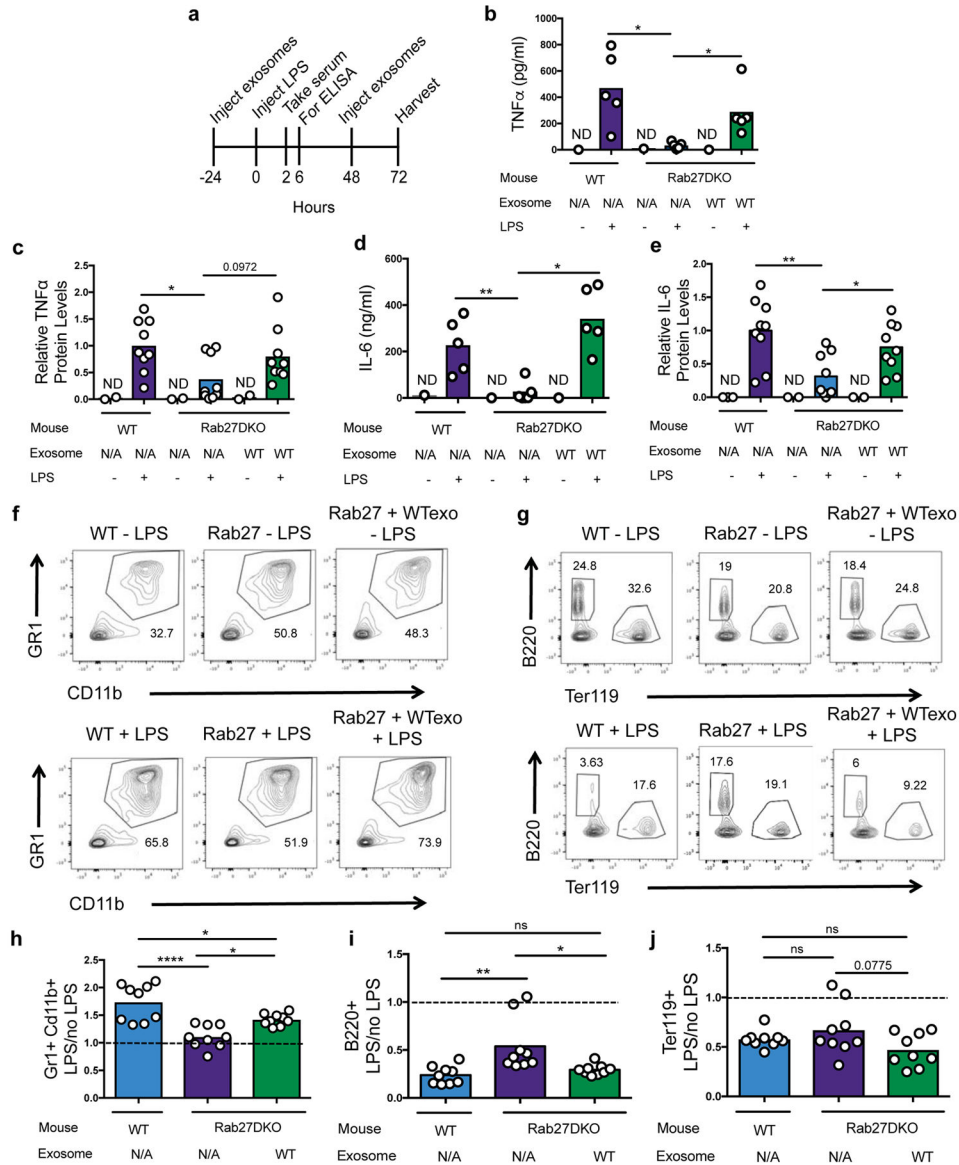 a
Inject exosomes
Inject LPS
Take serum
For ELISA
Inject exosomes
Harvest
-24 0 2 6 48 72
Hours
b
TNFα (pg/ml)
1000
800
600
400
200
0
* *
ND ND ND
Mouse WT Rab27DKO
Exosome N/A N/A N/A N/A WT WT
LPS - + - + - +
c
Relative TNFα
Protein Levels
2.5
2.0
1.5
1.0
0.5
0.0
* 0.0972
ND ND ND
Mouse WT Rab27DKO
Exosome N/A N/A N/A N/A WT WT
LPS - + - + - +
d
IL-6 (ng/ml)
600
400
200
0
** *
ND ND ND
Mouse WT Rab27DKO
Exosome N/A N/A N/A N/A WT WT
LPS - + - + - +
e
Relative IL-6
Protein Levels
2.0
1.5
1.0
0.5
0.0
** *
ND ND ND
Mouse WT Rab27DKO
Exosome N/A N/A N/A N/A WT WT
LPS - + - + - +
f
WT - LPS Rab27 - LPS Rab27 + WTexo
- LPS
GR1
32.7 50.8 48.3
CD11b
WT + LPS Rab27 + LPS Rab27 + WTexo
+ LPS
GR1
65.8 51.9 73.9
CD11b
g
WT - LPS Rab27 - LPS Rab27 + WTexo
- LPS
B220
24.8 32.6 19 20.8 18.4 24.8
Ter119
WT + LPS Rab27 + LPS Rab27 + WTexo
+ LPS
B220
3.63 17.6 17.6 19.1 6 9.22
Ter119
h
Gr1+ Cd11b+
LPS/no LPS
2.5
2.0
1.5
1.0
0.5
0.0
*
**** *
Mouse WT Rab27DKO
Exosome N/A N/A WT
i
B220+
LPS/no LPS
1.5
1.0
0.5
0.0
ns
** *
Mouse WT Rab27DKO
Exosome N/A N/A WT
j
Ter119+
LPS/no LPS
1.5
1.0
0.5
0.0
ns
ns 0.0775
Mouse WT Rab27DKO
Exosome N/A N/A WT